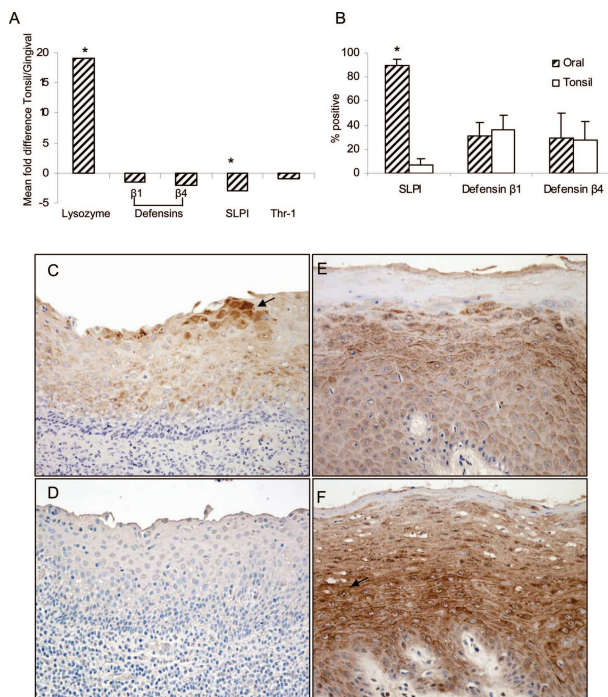 A
Mean fold difference Tonsil/Gingival
20
15
10
5
0
-5
*
*
β1 β4
Lysozyme Defensins SLPI Thr-1
B
% positive
100
80
60
40
20
0
*
Oral
Tonsil
SLPI Defensin β1 Defensin β4
C
E
D
F